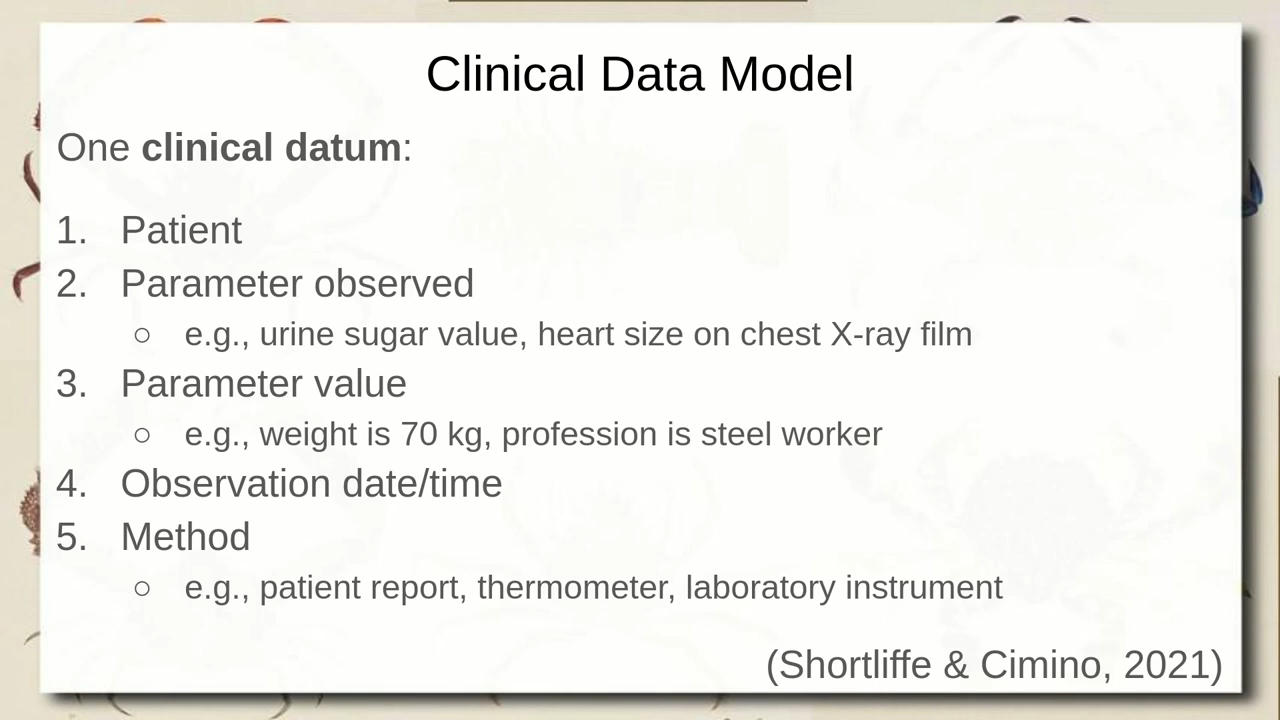 Clinical Data Model
One clinical datum:
1. Patient
2. Parameter observed
○ e.g., urine sugar value, heart size on chest X-ray film
3. Parameter value
○ e.g., weight is 70 kg, profession is steel worker
4. Observation date/time
5. Method
○ e.g., patient report, thermometer, laboratory instrument
(Shortliffe & Cimino, 2021)